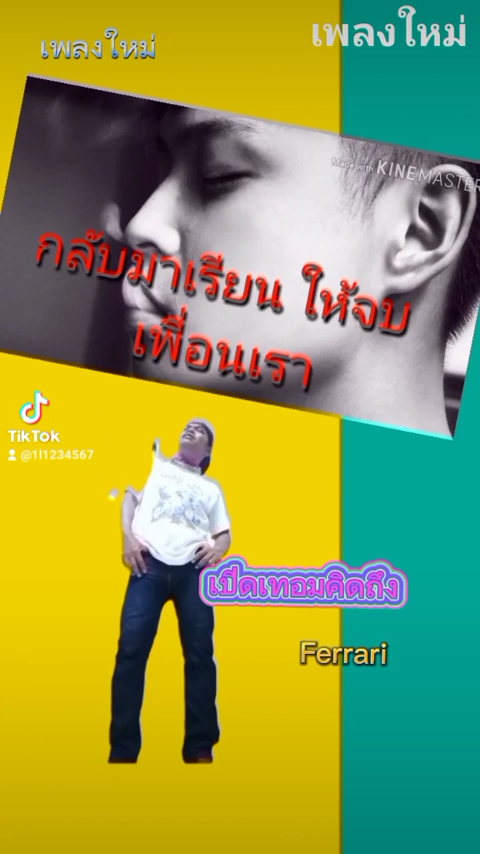 เพลงใหม่
เพลงใหม่
Made with KINEMASTER
กลับมาเรียน ให้จบ
เพื่อนเรา
TikTok
@1l1234567
เปิดเทอมคิดถึง
Ferrari